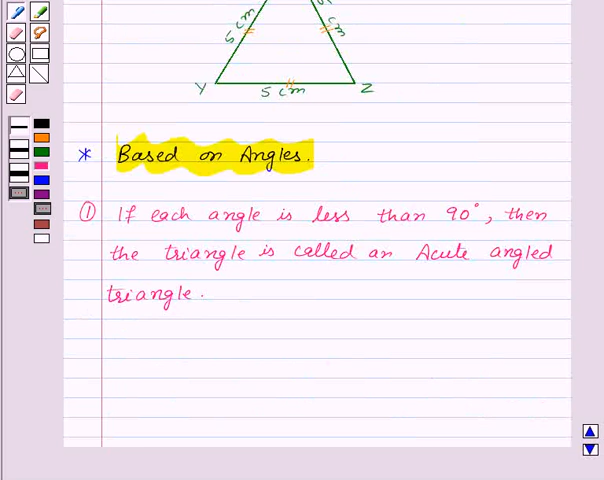 5 cm
cm
Y
5 cm
Z
* Based on Angles.
① If each angle is less than 90°, then
the triangle is called an Acute angled
triangle.